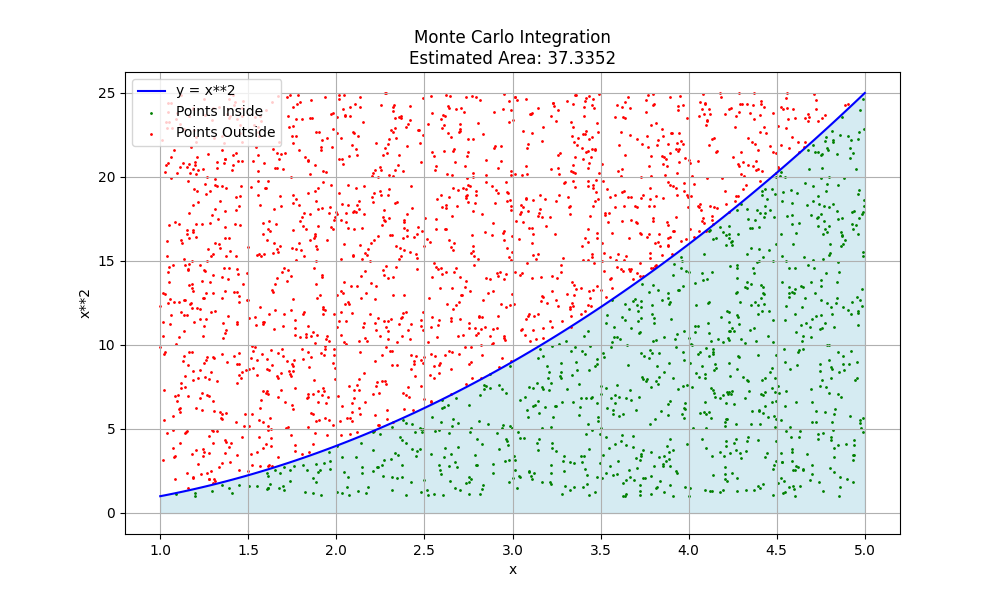 Monte Carlo Integration
Estimated Area: 37.3352
y = x**2
Points Inside
Points Outside
25
20
15
10
5
0
x**2
1.0 1.5 2.0 2.5 3.0 3.5 4.0 4.5 5.0
x